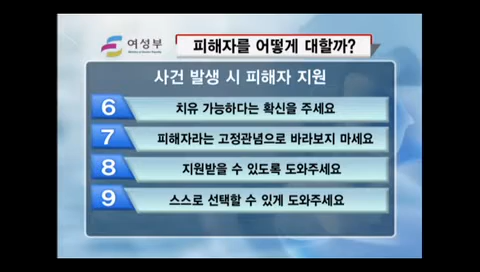 여성부
피해자를 어떻게 대할까?
사건 발생 시 피해자 지원
6 치유 가능하다는 확신을 주세요
7 피해자라는 고정관념으로 바라보지 마세요
8 지원받을 수 있도록 도와주세요
9 스스로 선택할 수 있게 도와주세요